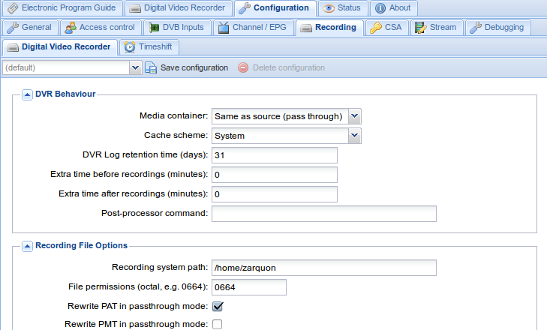 Electronic Program Guide Digital Video Recorder Configuration Status About
General Access control DVB Inputs Channel / EPG Recording CSA Stream Debugging
Digital Video Recorder Timeshift
(default) Save configuration Delete configuration
DVR Behaviour
Media container: Same as source (pass through)
Cache scheme: System
DVR Log retention time (days): 31
Extra time before recordings (minutes): 0
Extra time after recordings (minutes): 0
Post-processor command:
Recording File Options
Recording system path: /home/zarquon
File permissions (octal, e.g. 0664): 0664
Rewrite PAT in passthrough mode:
Rewrite PMT in passthrough mode: